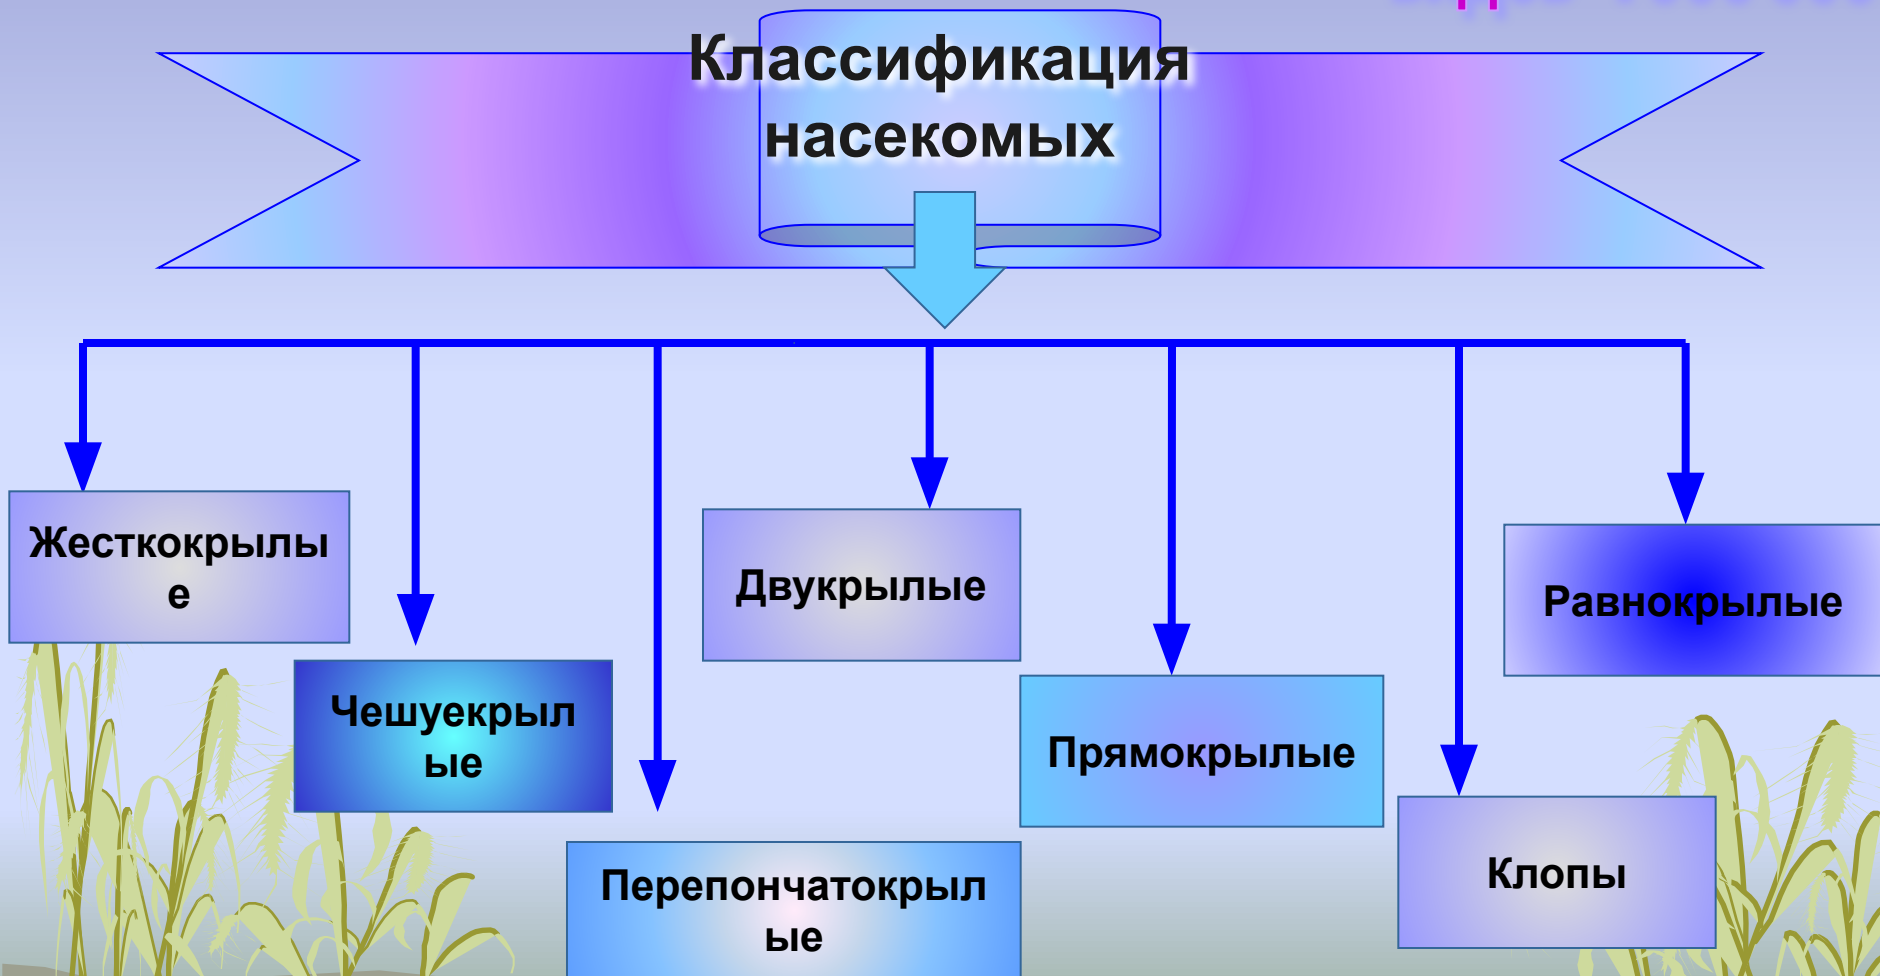 Классификация
насекомых
Жесткокрылы
е
Двукрылые
Равнокрылые
Чешуекрыл
ые
Прямокрылые
Перепончатокрыл
ые
Клопы